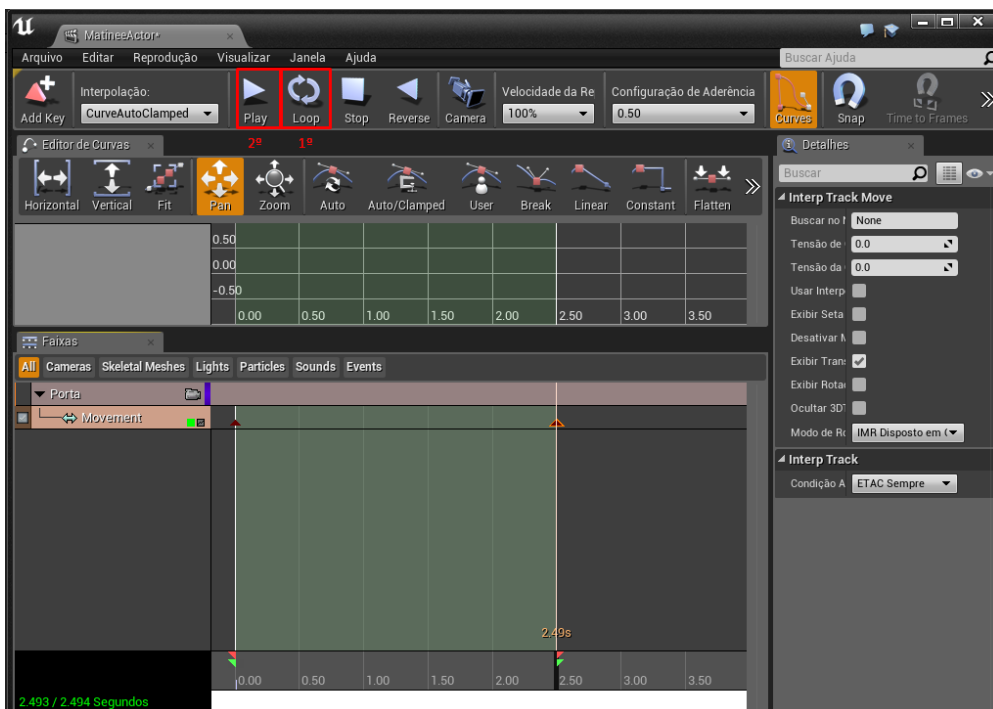 MatineeActor*
Arquivo Editar Reprodução Visualizar Janela Ajuda
Buscar Ajuda
Add Key
Interpolação:
CurveAutoClamped
Play
Loop
Stop
Reverse
Camera
Velocidade da Re
100%
Configuração de Aderência
0.50
Curves
Snap
Time to Frames
2º 1º
Editor de Curvas
Horizontal Vertical Fit Pan Zoom Auto Auto/Clamped User Break Linear Constant Flatten
0.50
0.00
-0.50
0.00 0.50 1.00 1.50 2.00 2.50 3.00 3.50
Faixas
All Cameras Skeletal Meshes Lights Particles Sounds Events
Porta
Movement
2.49s
0.00 0.50 1.00 1.50 2.00 2.50 3.00 3.50
2.493 / 2.494 Segundos
Detalhes
Buscar
Interp Track Move
Buscar no None
Tensão de 0.0
Tensão da 0.0
Usar Interp
Exibir Seta
Desativar
Exibir Tran
Exibir Rota
Ocultar 3D
Modo de IMR Disposto em
Interp Track
Condição A ETAC Sempre